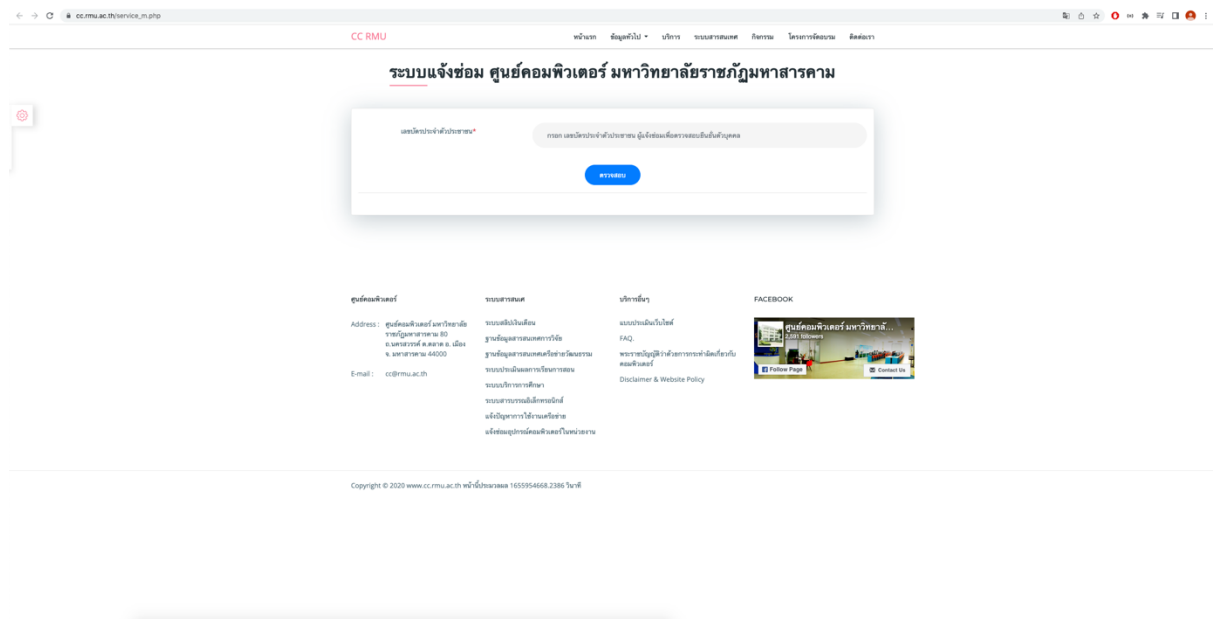 cc.rmu.ac.th/service_m.php
CC RMU
หน้าแรก ข้อมูลทั่วไป บริการ ระบบสารสนเทศ กิจกรรม โครงการจัดอบรม ติดต่อเรา
ระบบแจ้งซ่อม ศูนย์คอมพิวเตอร์ มหาวิทยาลัยราชภัฏมหาสารคาม
เลขบัตรประจำตัวประชาชน*
กรอก เลขบัตรประจำตัวประชาชน ผู้แจ้งซ่อมเพื่อตรวจสอบยืนยันตัวบุคคล
ตรวจสอบ
ศูนย์คอมพิวเตอร์
Address : ศูนย์คอมพิวเตอร์ มหาวิทยาลัย
ราชภัฏมหาสารคาม 80
ถ.นครสวรรค์ ต.ตลาด อ. เมือง
จ. มหาสารคาม 44000
E-mail : cc@rmu.ac.th
ระบบสารสนเศ
ระบบสลิปเงินเดือน
ฐานข้อมูลสารสนเทศการวิจัย
ฐานข้อมูลสารสนเทศเครือข่ายวัฒนธรรม
ระบบประเมินผลการเรียนการสอน
ระบบบริการการศึกษา
ระบบสารบรรณอิเล็กทรอนิกส์
แจ้งปัญหาการใช้งานเครือข่าย
แจ้งซ่อมอุปกรณ์คอมพิวเตอร์ในหน่วยงาน
บริการอื่นๆ
แบบประเมินเว็บไซต์
FAQ.
พระราชบัญญัติว่าด้วยการกระทำผิดเกี่ยวกับ
คอมพิวเตอร์
Disclaimer & Website Policy
FACEBOOK
ศูนย์คอมพิวเตอร์ มหาวิทยาลั...
2,591 followers
Follow Page
Contact Us
Copyright © 2020 www.cc.rmu.ac.th หน้านี้ประมวลผล 1655954668.2386 วินาที